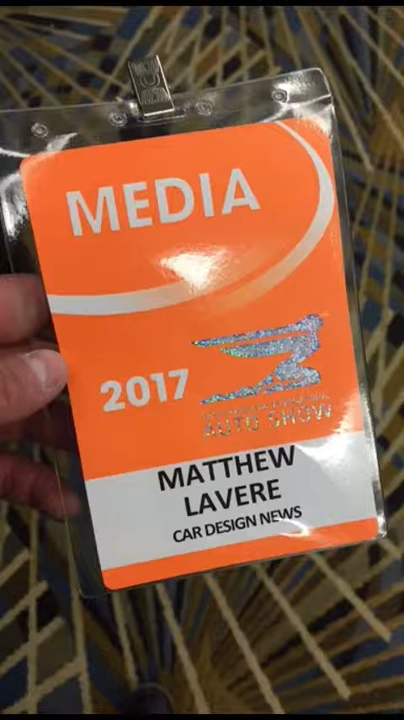 MEDIA
2017
AUTO SHOW
MATTHEW
LAVERE
CAR DESIGN NEWS